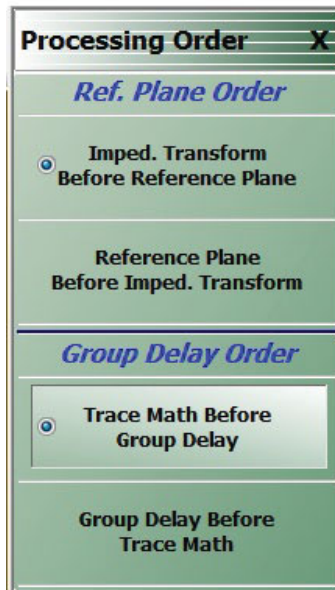 Processing Order X
Ref. Plane Order
Imped. Transform
Before Reference Plane
Reference Plane
Before Imped. Transform
Group Delay Order
Trace Math Before
Group Delay
Group Delay Before
Trace Math